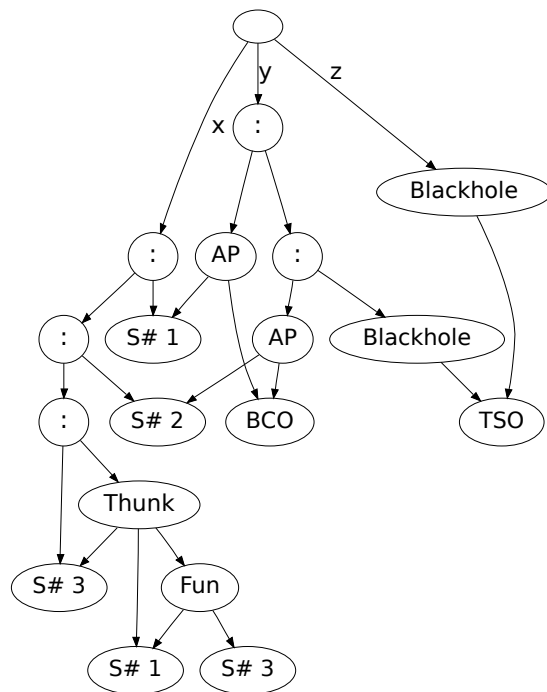 y z
x
:
Blackhole
: AP :
S# 1
: AP Blackhole
: S# 2 BCO TSO
Thunk
S# 3 Fun
S# 1 S# 3